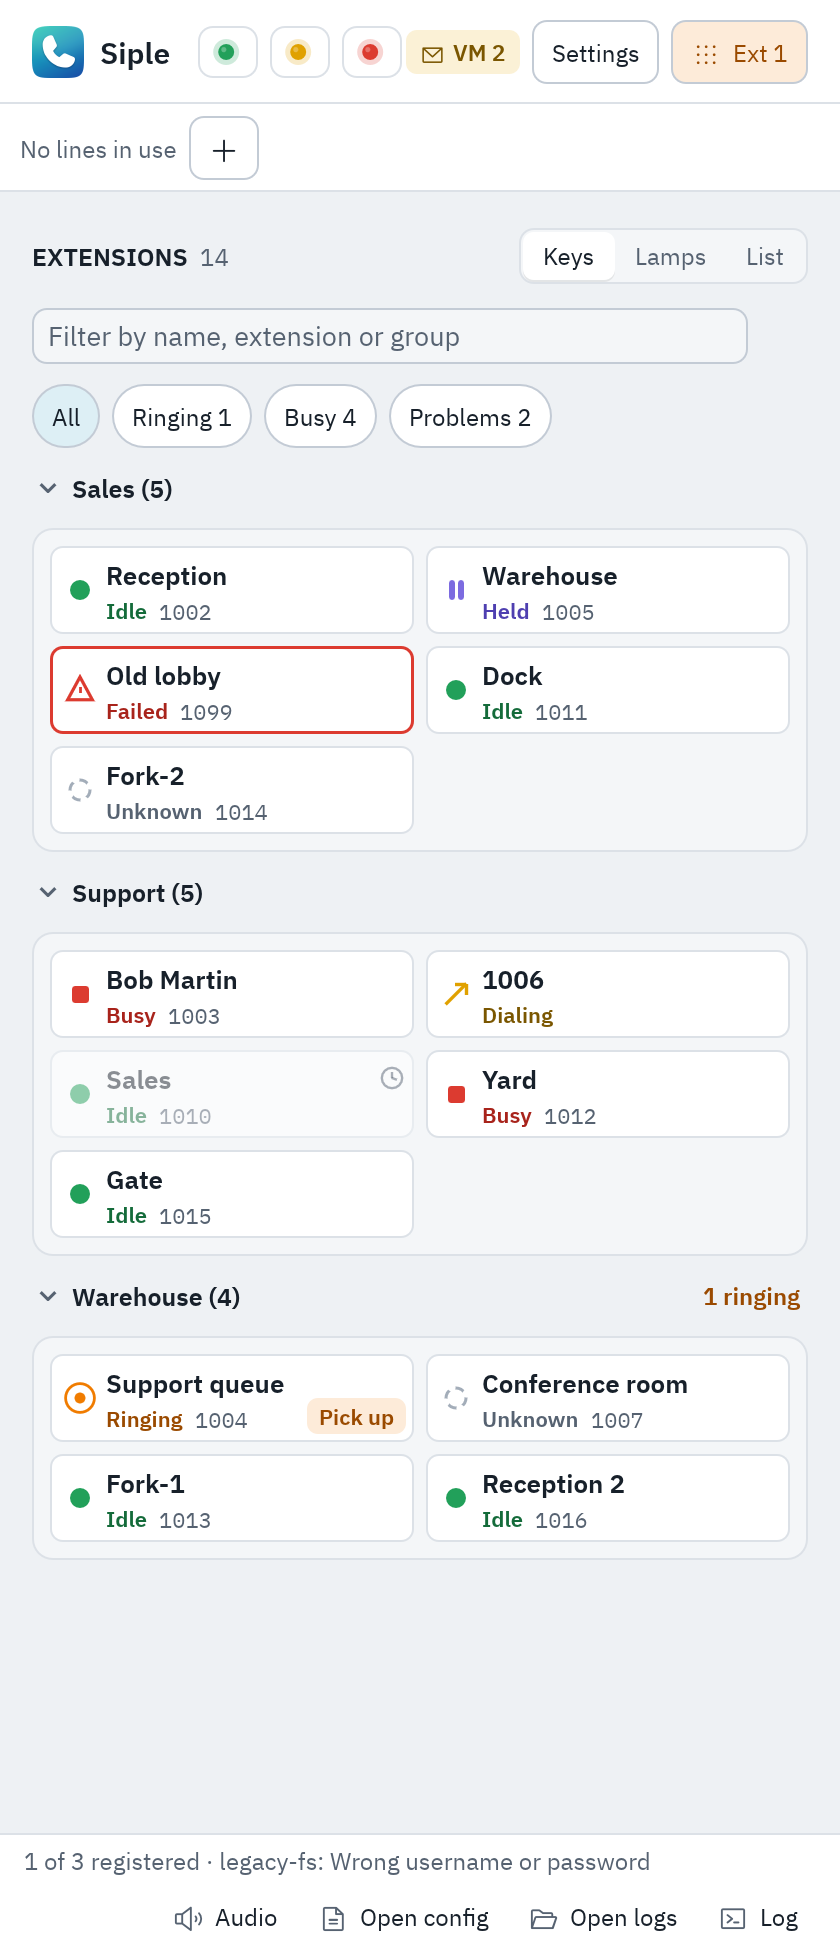 Siple VM 2 Settings Ext 1
No lines in use
EXTENSIONS 14 Keys Lamps List
Filter by name, extension or group
All Ringing 1 Busy 4 Problems 2
Sales (5)
Reception
Idle 1002
Warehouse
Held 1005
Old lobby
Failed 1099
Dock
Idle 1011
Fork-2
Unknown 1014
Support (5)
Bob Martin
Busy 1003
1006
Dialing
Sales
Idle 1010
Yard
Busy 1012
Gate
Idle 1015
Warehouse (4) 1 ringing
Support queue
Ringing 1004 Pick up
Conference room
Unknown 1007
Fork-1
Idle 1013
Reception 2
Idle 1016
1 of 3 registered · legacy-fs: Wrong username or password
Audio Open config Open logs Log